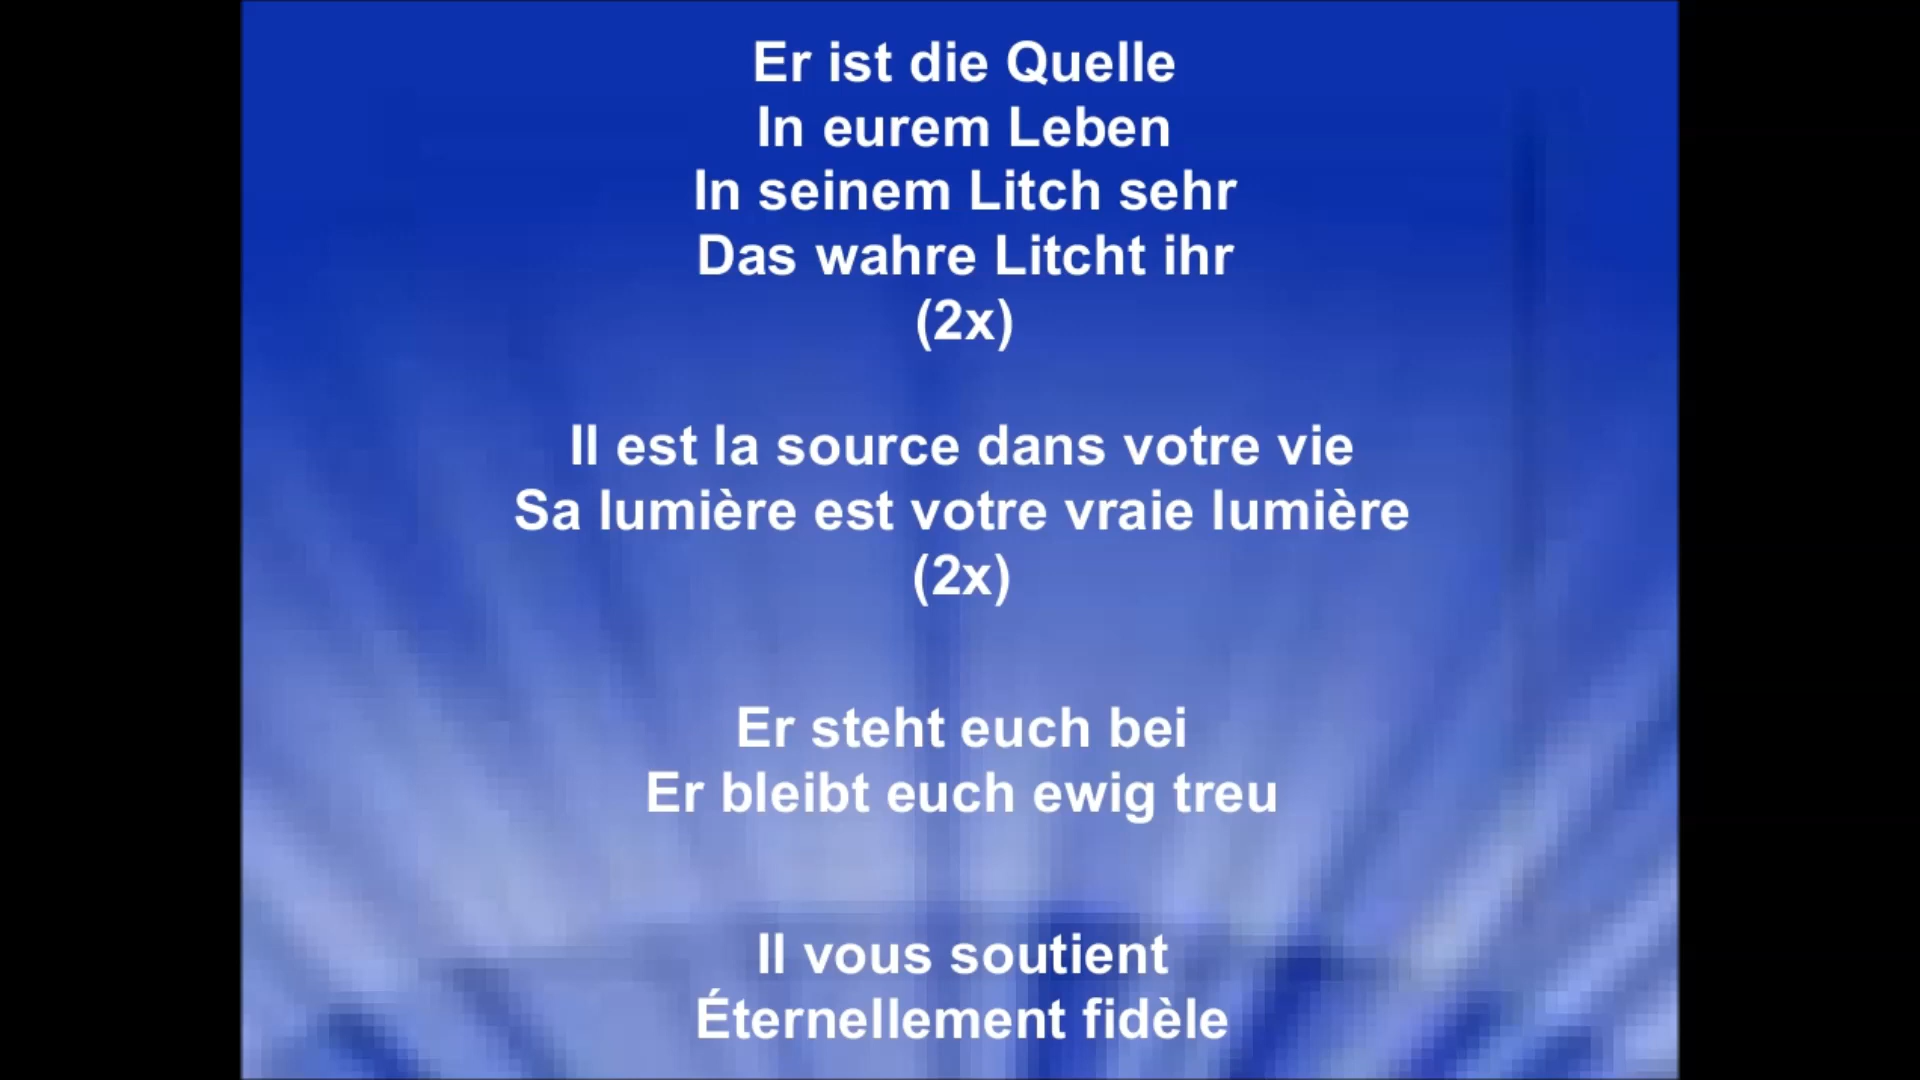 Er ist die Quelle
In eurem Leben
In seinem Litch sehr
Das wahre Litcht ihr
(2x)
Il est la source dans votre vie
Sa lumière est votre vraie lumière
(2x)
Er steht euch bei
Er bleibt euch ewig treu
Il vous soutient
Éternellement fidèle